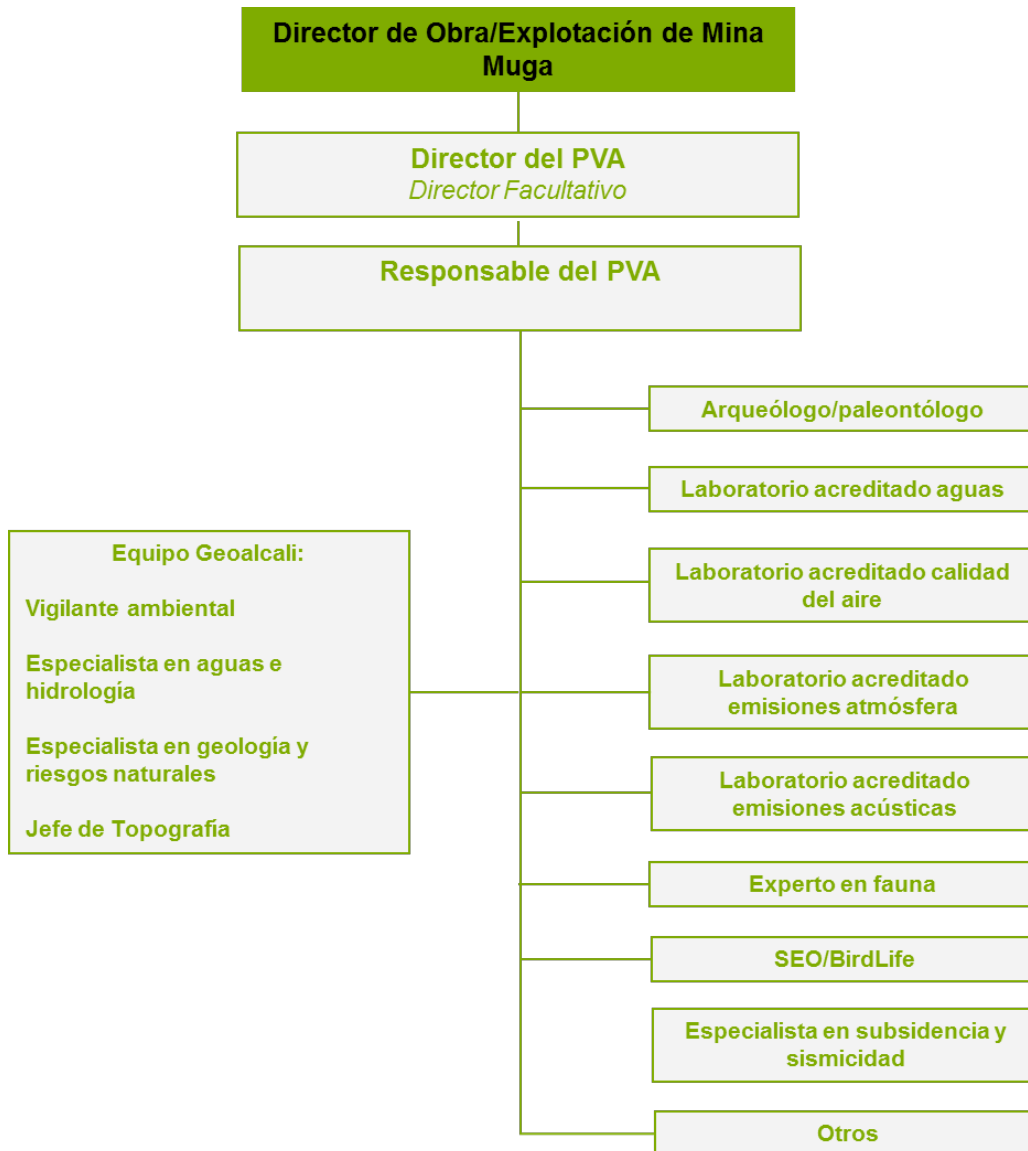 Director de Obra/Explotación de Mina
Muga
Director del PVA
Director Facultativo
Responsable del PVA
Arqueólogo/paleontólogo
Laboratorio acreditado aguas
Equipo Geoalcali:
Vigilante ambiental
Especialista en aguas e
hidrología
Especialista en geología y
riesgos naturales
Jefe de Topografía
Laboratorio acreditado calidad
del aire
Laboratorio acreditado
emisiones atmósfera
Laboratorio acreditado
emisiones acústicas
Experto en fauna
SEO/BirdLife
Especialista en subsidencia y
sismicidad
Otros